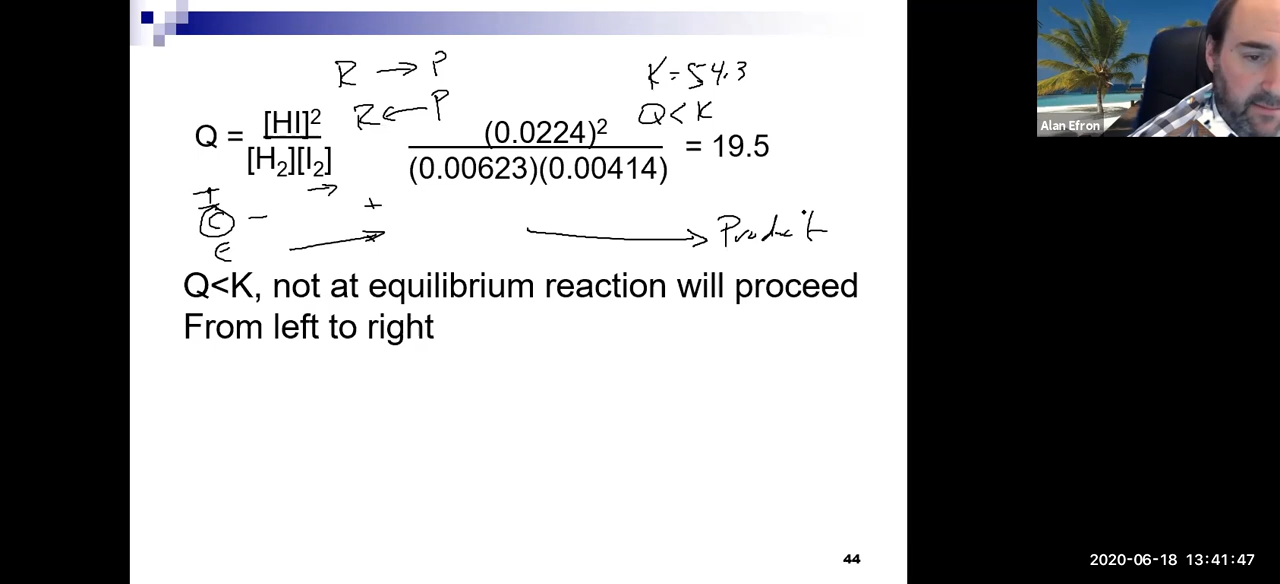 R → P
K = 54.3
R ← P
Q < K
Q = [HI]2 / [H2][I2]
(0.0224)2 / (0.00623)(0.00414) = 19.5
+
I
C -
E
→ Product
Q<K, not at equilibrium reaction will proceed
From left to right
44
Alan Efron
2020-06-18 13:41:47